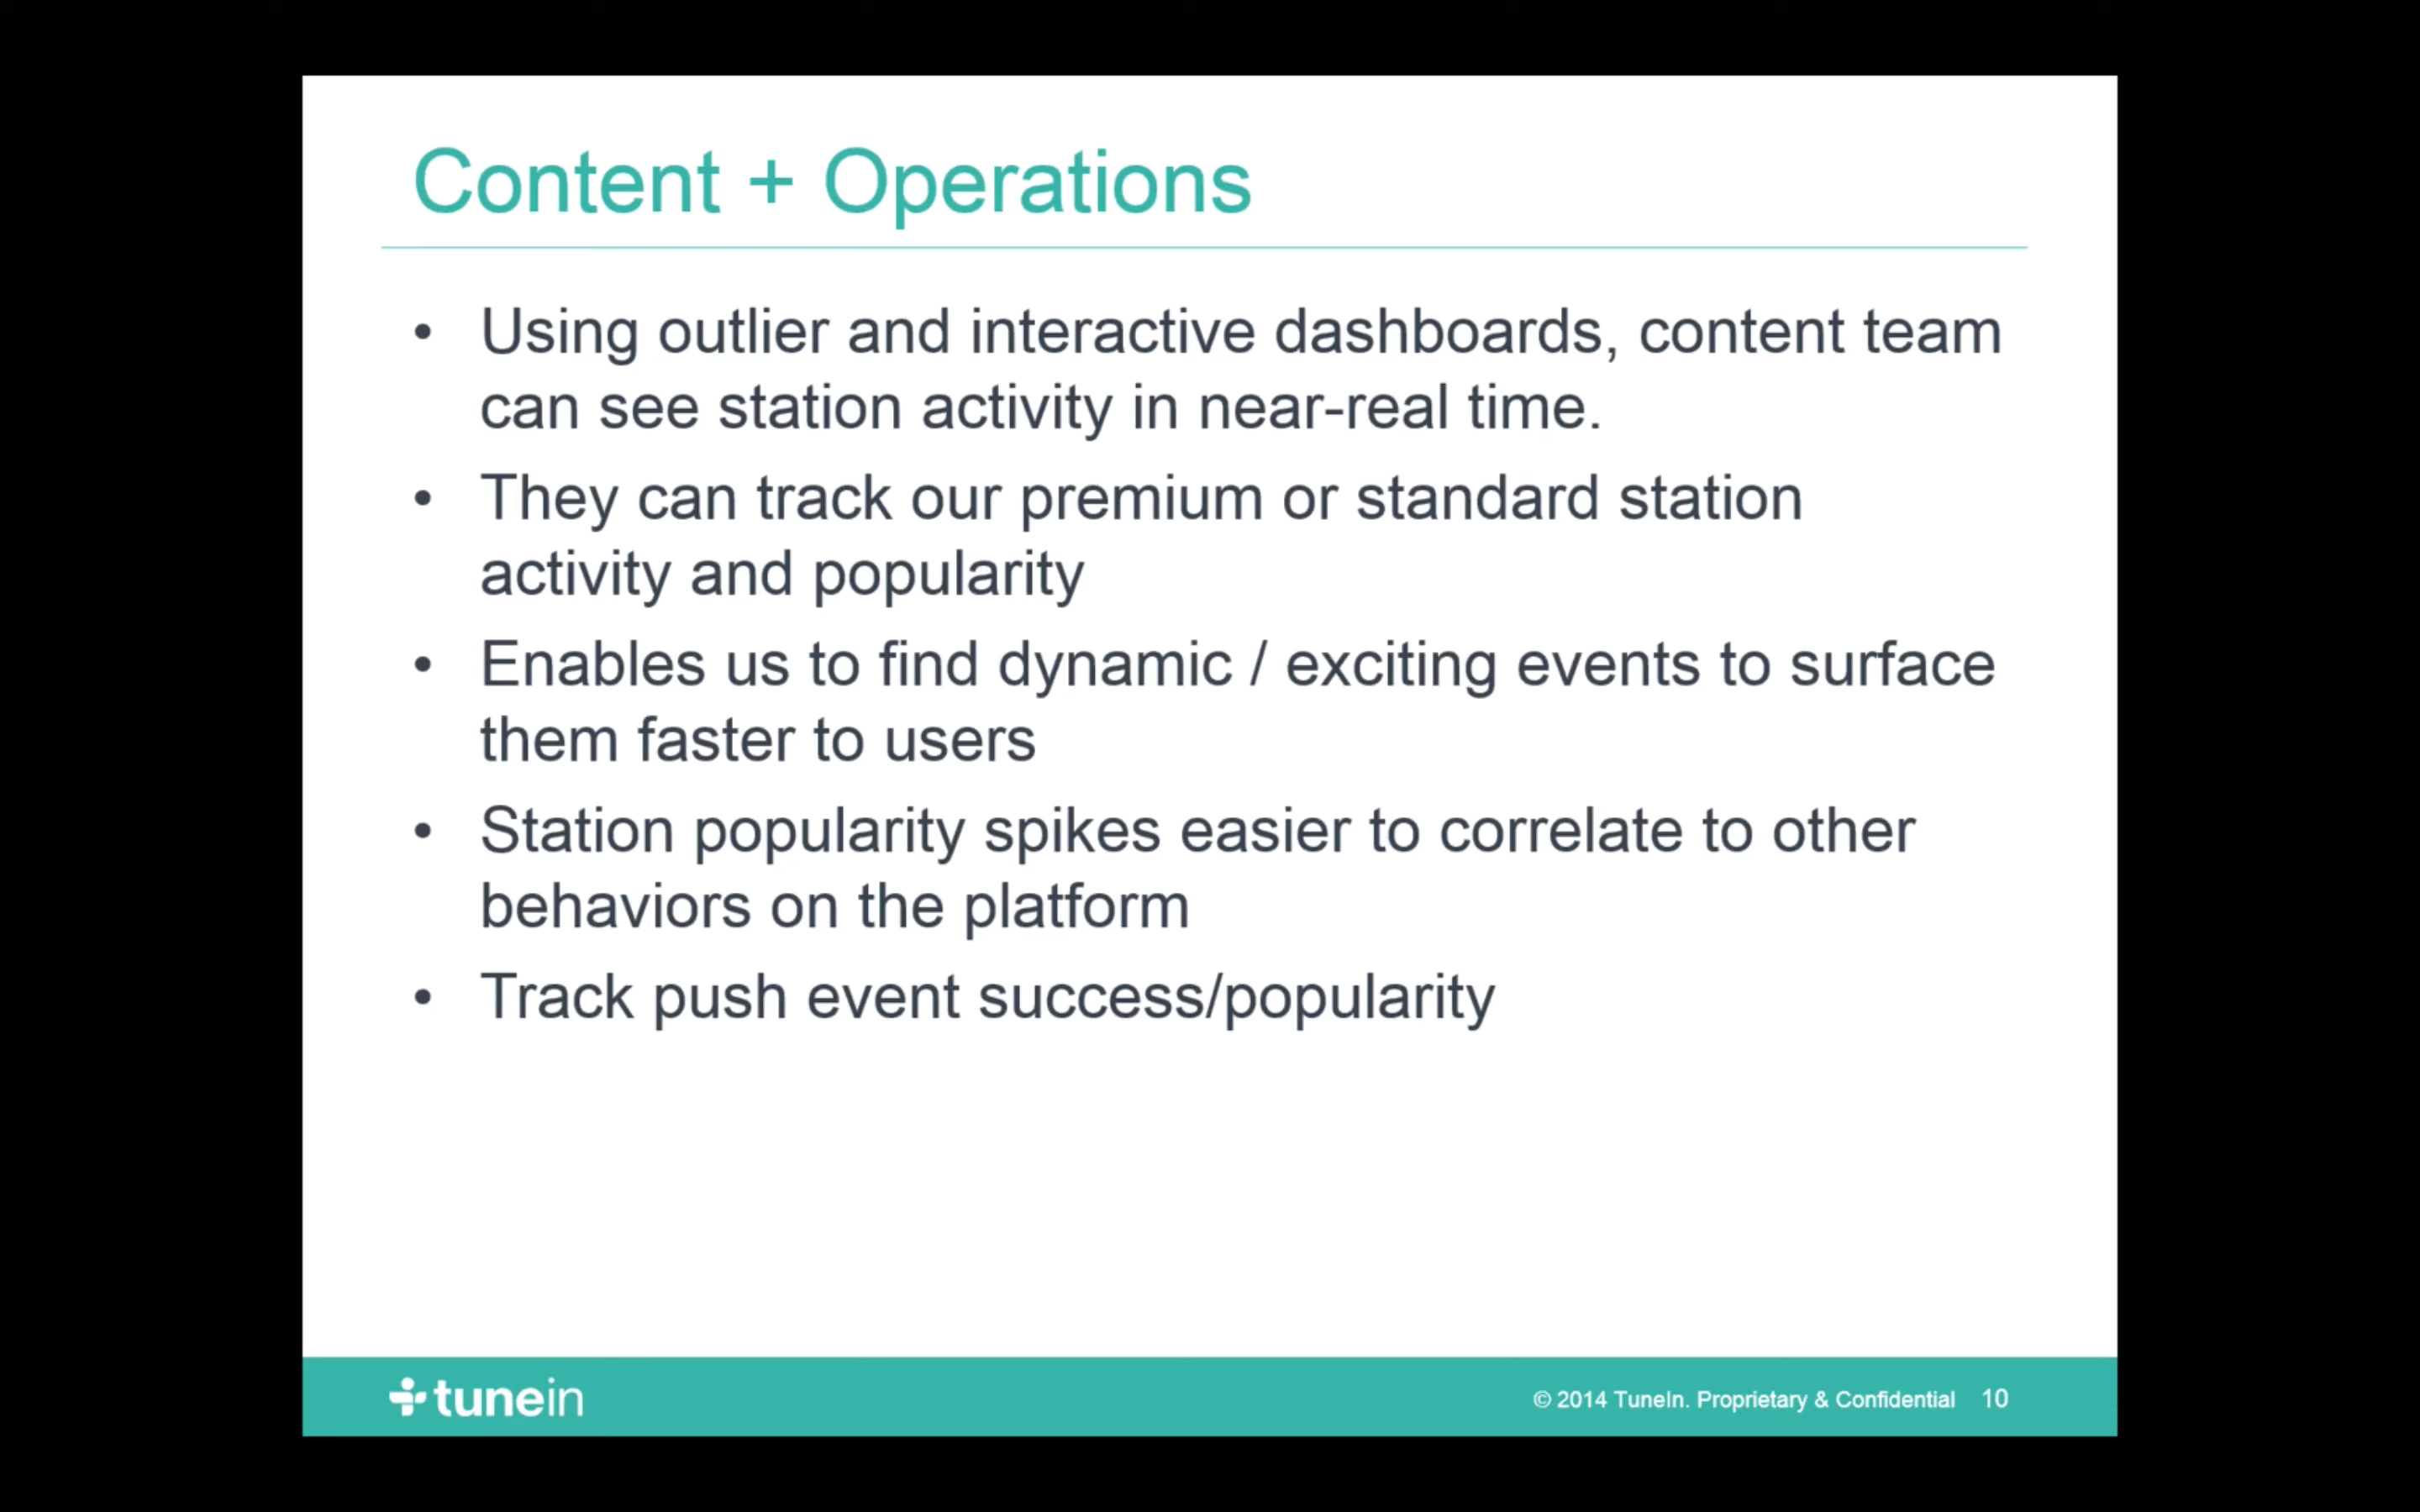 Content + Operations
• Using outlier and interactive dashboards, content team
can see station activity in near-real time.
• They can track our premium or standard station
activity and popularity
• Enables us to find dynamic / exciting events to surface
them faster to users
• Station popularity spikes easier to correlate to other
behaviors on the platform
• Track push event success/popularity
tunein
© 2014 TuneIn. Proprietary & Confidential 10